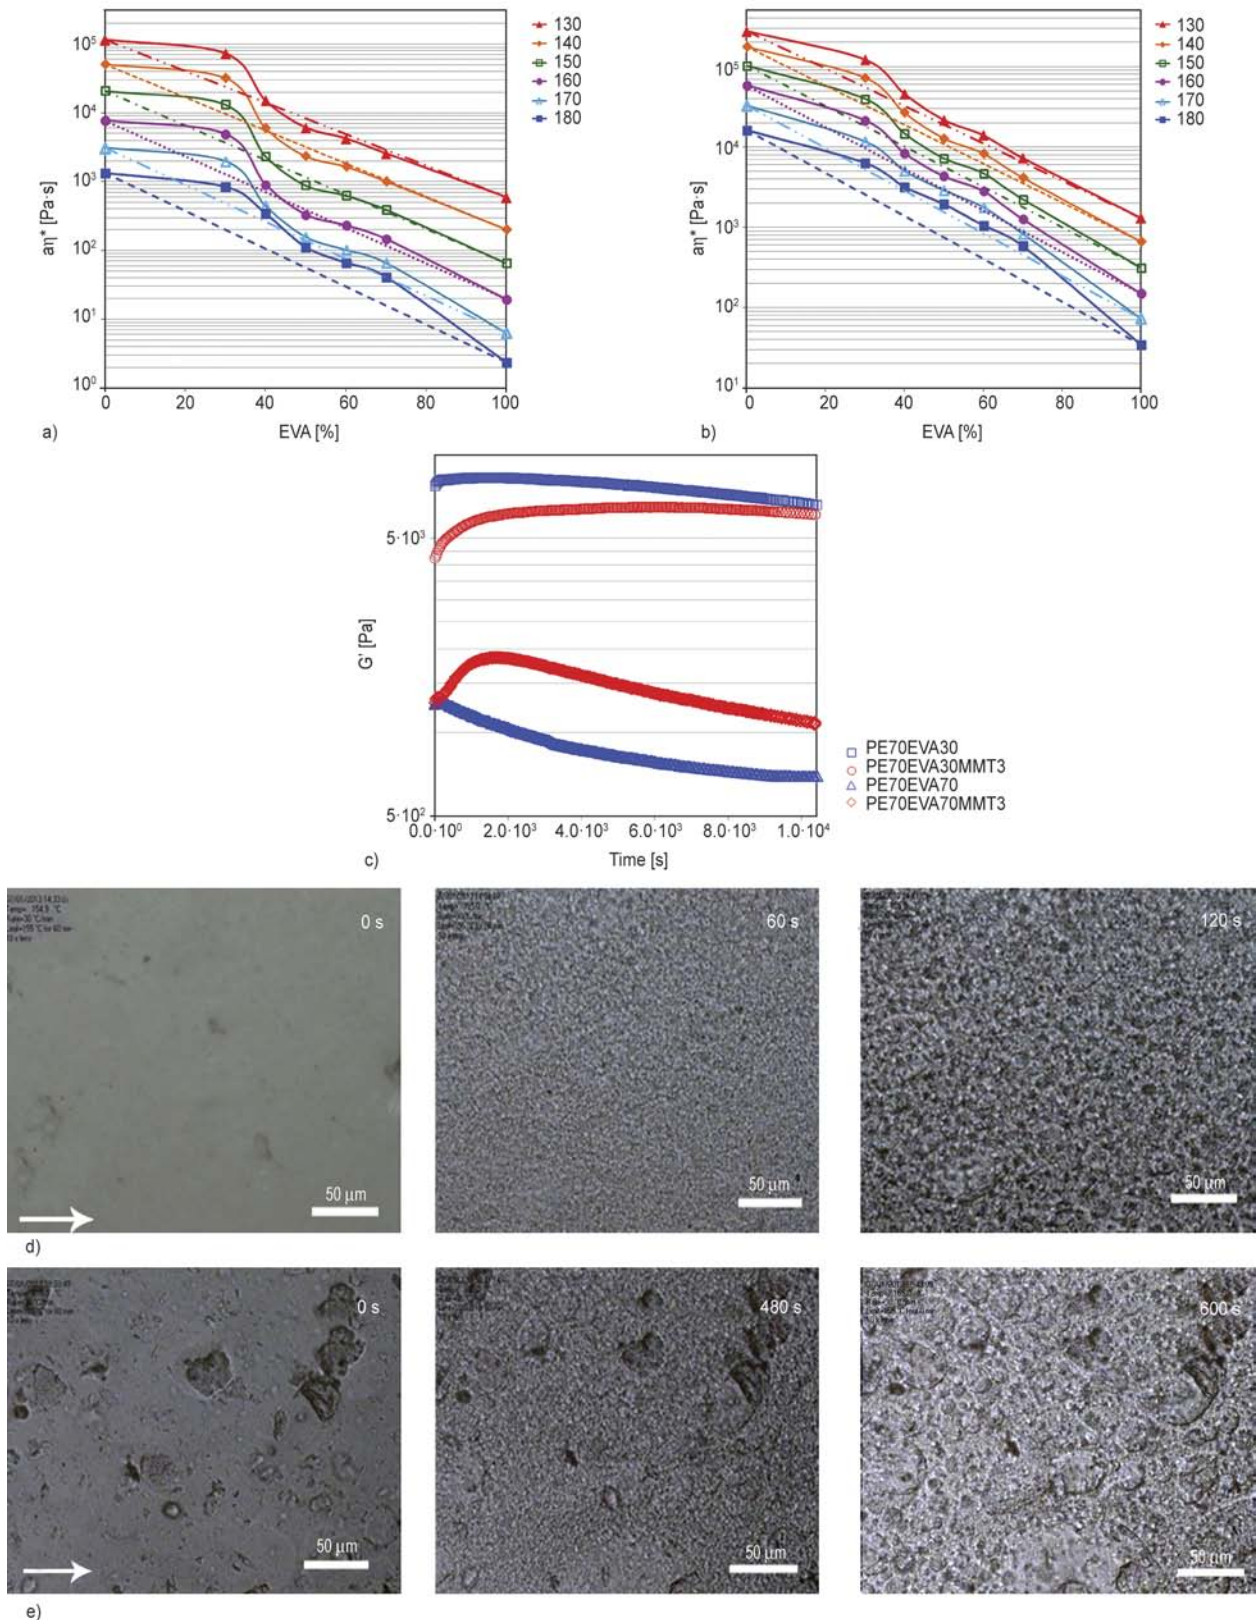 10⁵
10⁴
10³
10²
10¹
10⁰
aη* [Pa·s]
0 20 40 60 80 100
EVA [%]
130
140
150
160
170
180
a)
10⁵
10⁴
10³
10²
10¹
aη* [Pa·s]
0 20 40 60 80 100
EVA [%]
130
140
150
160
170
180
b)
5·10³
5·10²
G' [Pa]
0.0·10⁰ 2.0·10³ 4.0·10³ 6.0·10³ 8.0·10³ 1.0·10⁴
Time [s]
PE70EVA30
PE70EVA30MMT3
PE70EVA70
PE70EVA70MMT3
c)
0 s
50 µm
60 s
50 µm
120 s
50 µm
d)
0 s
50 µm
480 s
50 µm
600 s
50 µm
e)